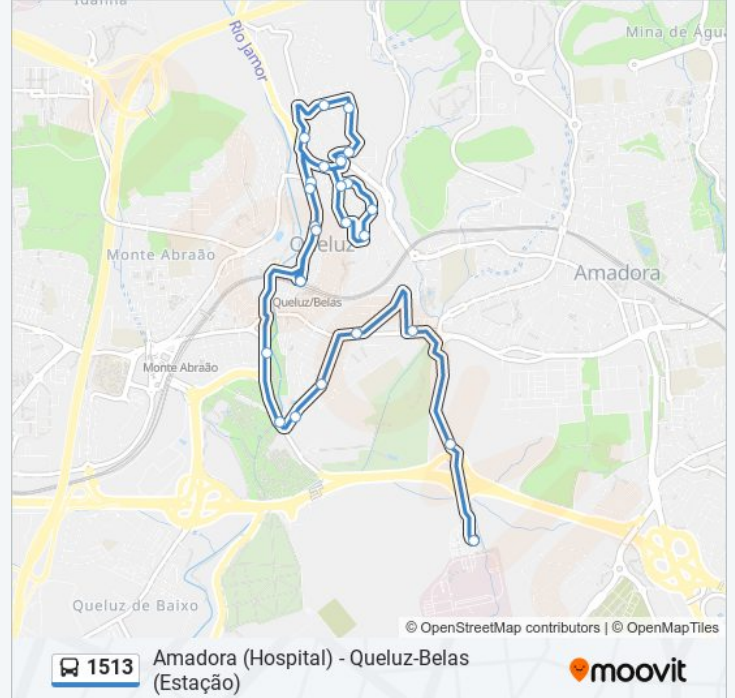 Idanha
Mina de Água
Rio Jamor
Queluz
Monte Abraão
Amadora
Queluz/Belas
Monte Abraão
Queluz de Baixo
© OpenStreetMap contributors | © OpenMapTiles
1513
Amadora (Hospital) - Queluz-Belas
(Estação)
moovit